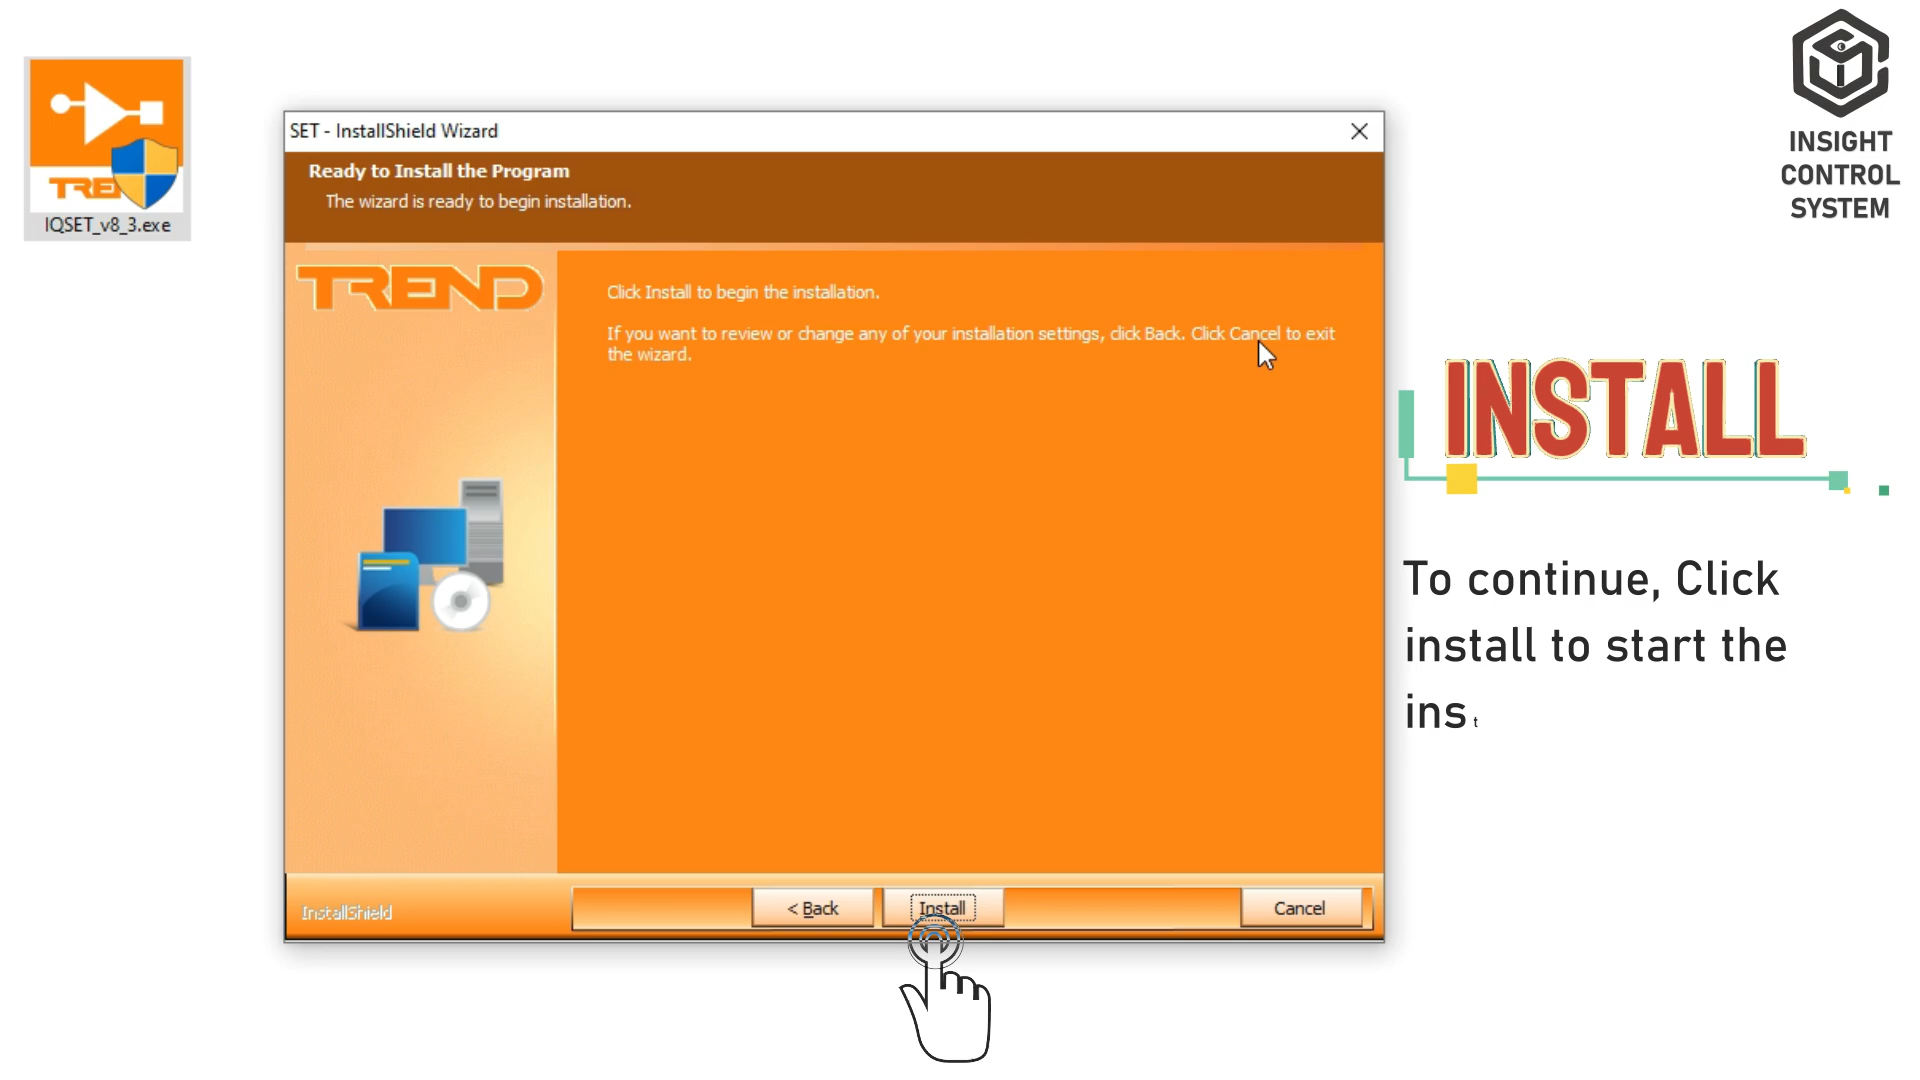 INSIGHT
CONTROL
SYSTEM
IQSET_v8_3.exe
SET - InstallShield Wizard
Ready to Install the Program
The wizard is ready to begin installation.
TREND
Click Install to begin the installation.
If you want to review or change any of your installation settings, click Back. Click Cancel to exit
the wizard.
InstallShield
< Back
Install
Cancel
INSTALL
To continue, Click
install to start the
inst